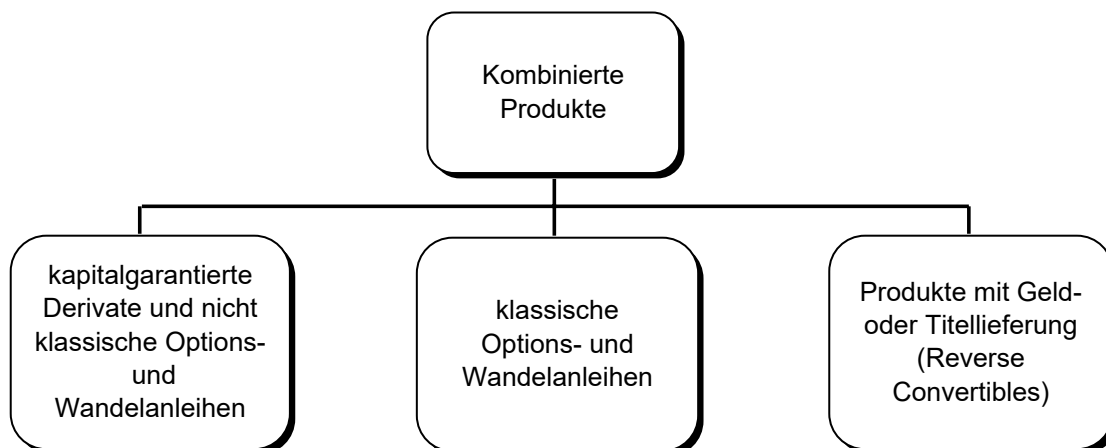 Kombinierte
Produkte
kapitalgarantierte
Derivate und nicht
klassische Options-
und
Wandelanleihen
klassische
Options- und
Wandelanleihen
Produkte mit Geld-
oder Titellieferung
(Reverse
Convertibles)